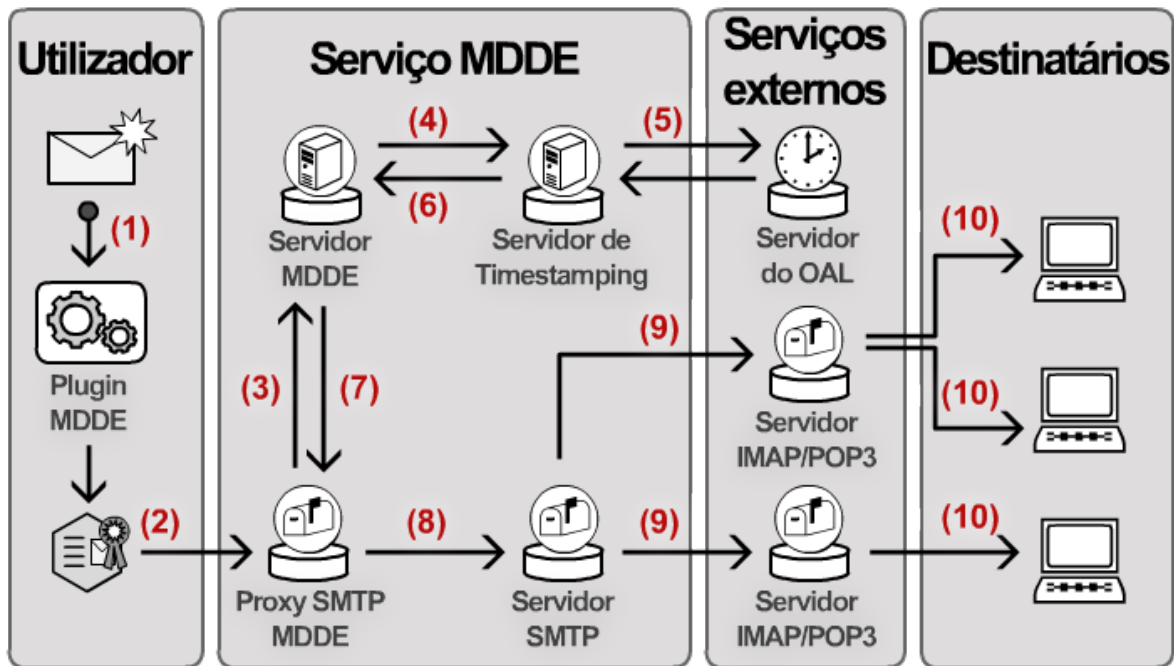 Utilizador
Serviço MDDE
Serviços
externos
Destinatários
(1)
Plugin
MDDE
(2)
(4)
(5)
(6)
Servidor
MDDE
Servidor de
Timestamping
(3)
(7)
Proxy SMTP
MDDE
(8)
Servidor
SMTP
(9)
(9)
Servidor
do OAL
Servidor
IMAP/POP3
Servidor
IMAP/POP3
(10)
(10)
(10)